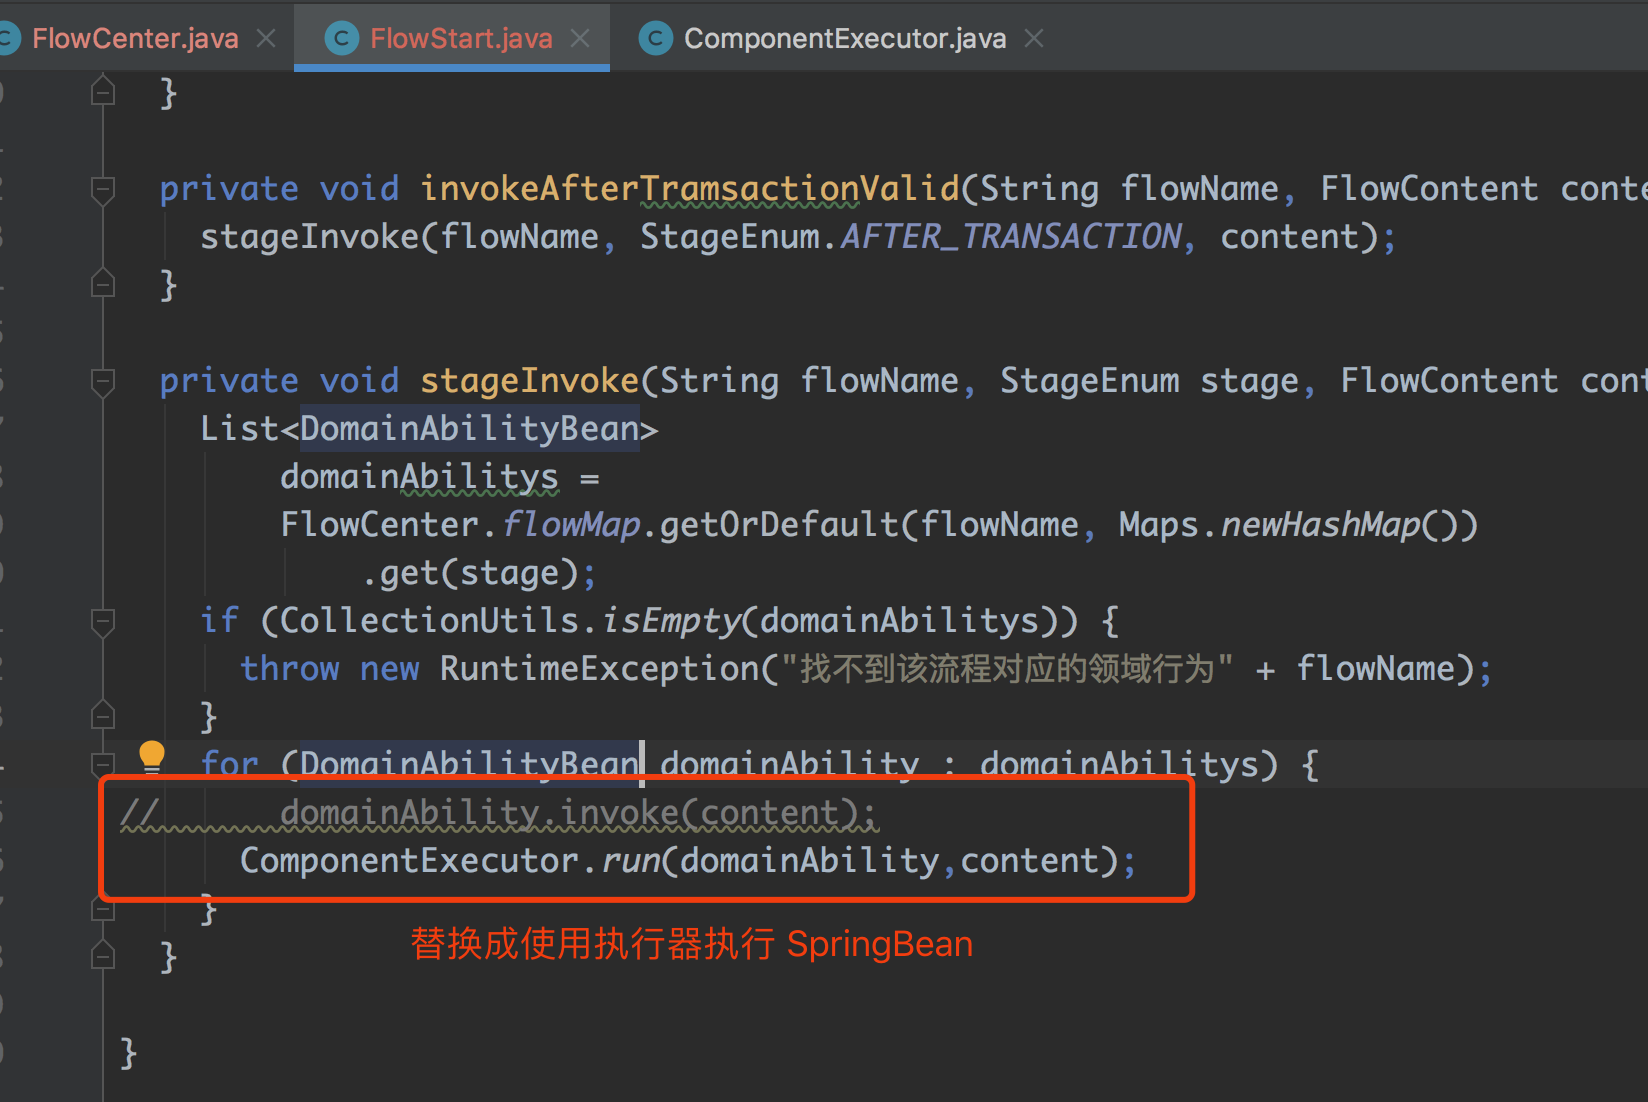 FlowCenter.java FlowStart.java ComponentExecutor.java
}
private void invokeAfterTramsactionValid(String flowName, FlowContent conte
stageInvoke(flowName, StageEnum.AFTER_TRANSACTION, content);
}
private void stageInvoke(String flowName, StageEnum stage, FlowContent cont
List<DomainAbilityBean>
domainAbilitys =
FlowCenter.flowMap.getOrDefault(flowName, Maps.newHashMap())
.get(stage);
if (CollectionUtils.isEmpty(domainAbilitys)) {
throw new RuntimeException("找不到该流程对应的领域行为" + flowName);
}
for (DomainAbilityBean domainAbility : domainAbilitys) {
// domainAbility.invoke(content);
ComponentExecutor.run(domainAbility,content);
}
替换成使用执行器执行 SpringBean
}
}